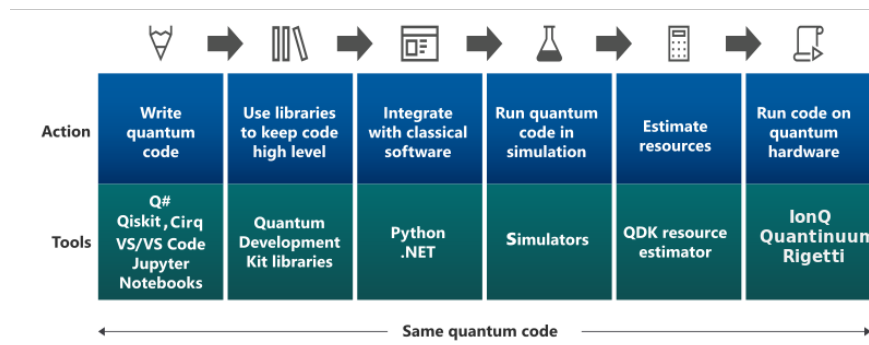 Action
Write
quantum
code
Use libraries
to keep code
high level
Integrate
with classical
software
Run quantum
code in
simulation
Estimate
resources
Run code on
quantum
hardware
Tools
Q#
Qiskit,Cirq
VS/VS Code
Jupyter
Notebooks
Quantum
Development
Kit libraries
Python
.NET
Simulators
QDK resource
estimator
IonQ
Quantinuum
Rigetti
Same quantum code